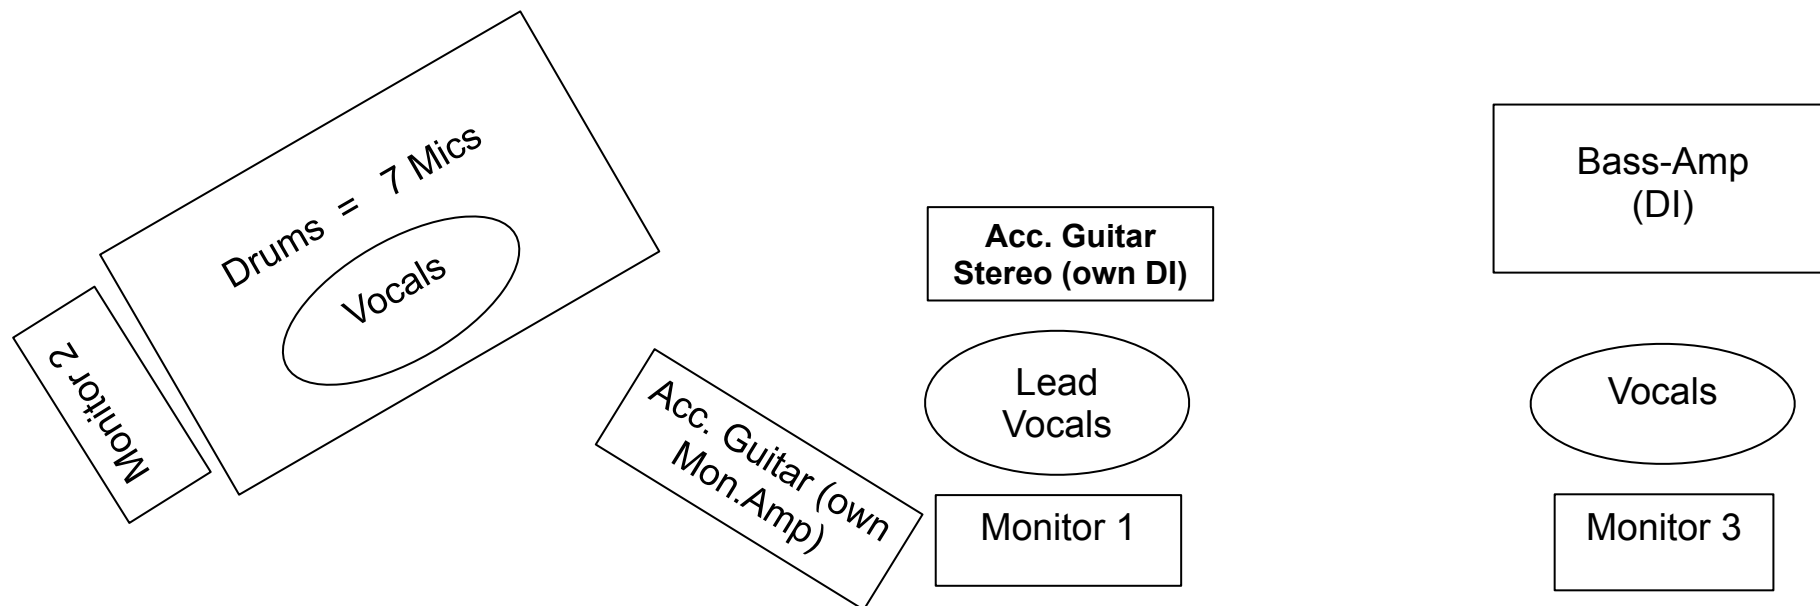 Drums = 7 Mics
Vocals
Monitor 2
Acc. Guitar (own
Mon.Amp)
Acc. Guitar
Stereo (own DI)
Lead
Vocals
Monitor 1
Bass-Amp
(DI)
Vocals
Monitor 3